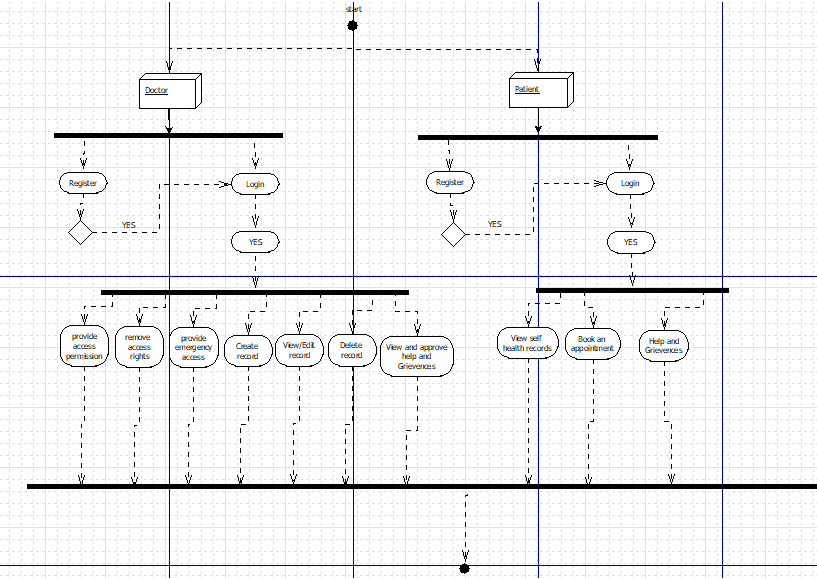 start
Doctor
Patient
Register
Login
Register
Login
YES
YES
YES
YES
provide
access
permission
remove
access
rights
provide
emergency
access
Create
record
View/Edit
record
Delete
record
View and approve
help and
Grievences
View self
health records
Book an
appointment
Help and
Grievences